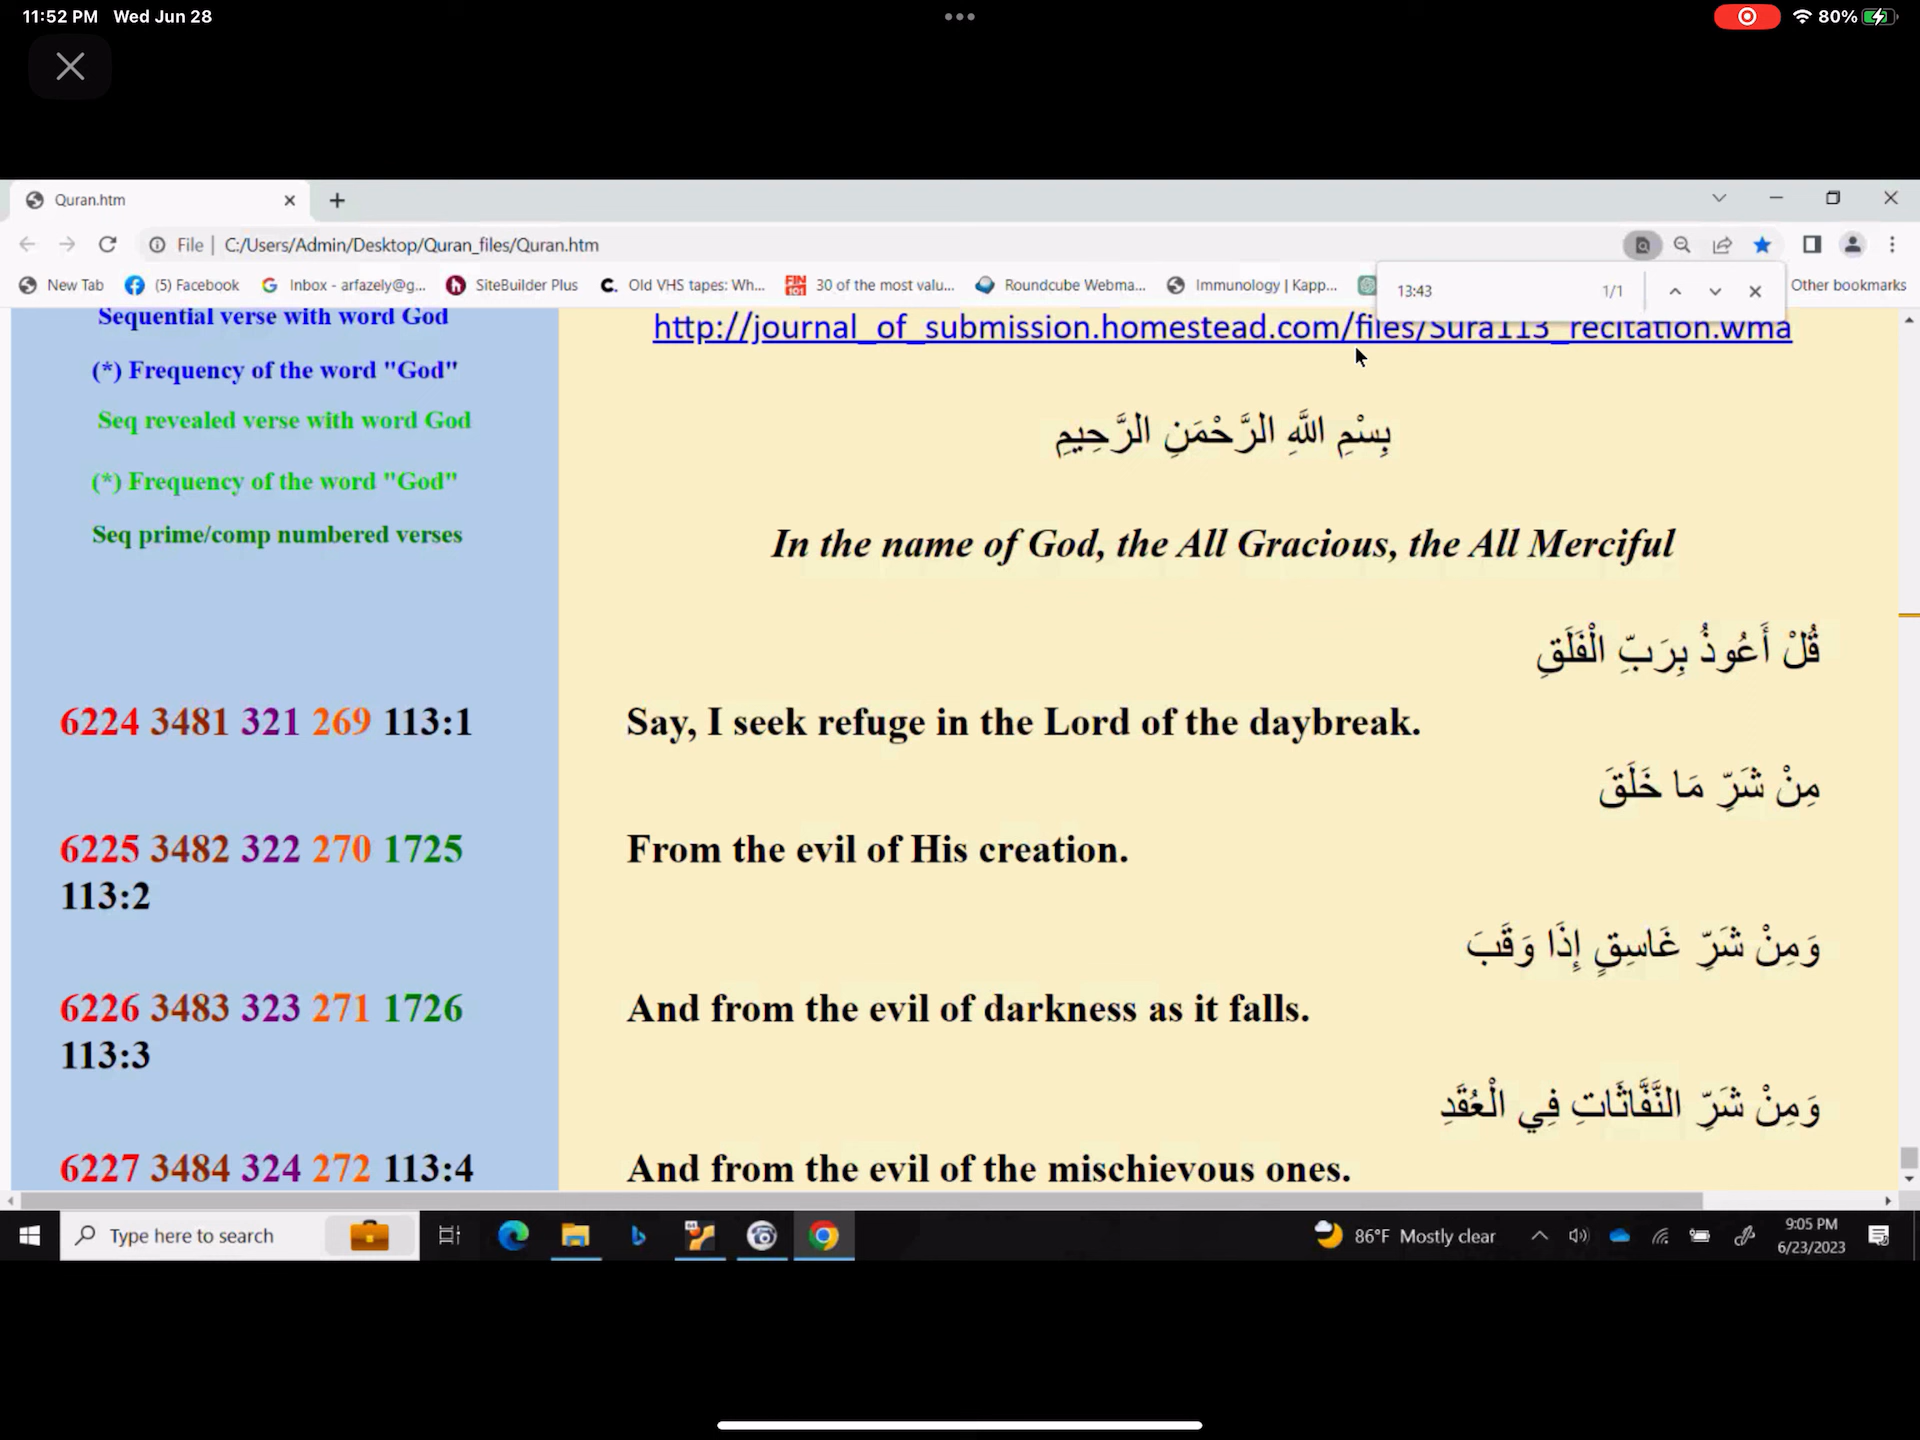 11:52 PM Wed Jun 28
80%
Quran.htm
File | C:/Users/Admin/Desktop/Quran_files/Quran.htm
New Tab (5) Facebook Inbox - arfazely@g... SiteBuilder Plus Old VHS tapes: Wh... FIN 101 30 of the most valu... Roundcube Webma... Immunology | Kapp... Other bookmarks
13:43 1/1
Sequential verse with word God
(*) Frequency of the word "God"
Seq revealed verse with word God
(*) Frequency of the word "God"
Seq prime/comp numbered verses
http://journal_of_submission.homestead.com/files/Sura113_recitation.wma
بِسْمِ اللَّهِ الرَّحْمَنِ الرَّحِيمِ
In the name of God, the All Gracious, the All Merciful
قُلْ أَعُوذُ بِرَبِّ الْفَلَقِ
6224 3481 321 269 113:1
Say, I seek refuge in the Lord of the daybreak.
مِنْ شَرِّ مَا خَلَقَ
6225 3482 322 270 1725
113:2
From the evil of His creation.
وَمِنْ شَرِّ غَاسِقٍ إِذَا وَقَبَ
6226 3483 323 271 1726
113:3
And from the evil of darkness as it falls.
وَمِنْ شَرِّ النَّفَّاثَاتِ فِي الْعُقَدِ
6227 3484 324 272 113:4
And from the evil of the mischievous ones.
Type here to search
86°F Mostly clear
9:05 PM
6/23/2023